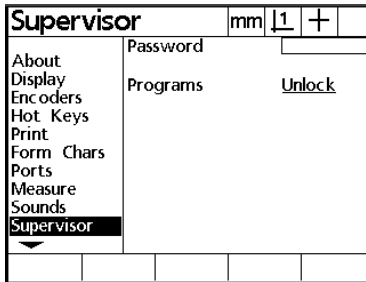 Supervisor mm 1
Password
About
Display
Programs Unlock
Encoders
Hot Keys
Print
Form Chars
Ports
Measure
Sounds
Supervisor